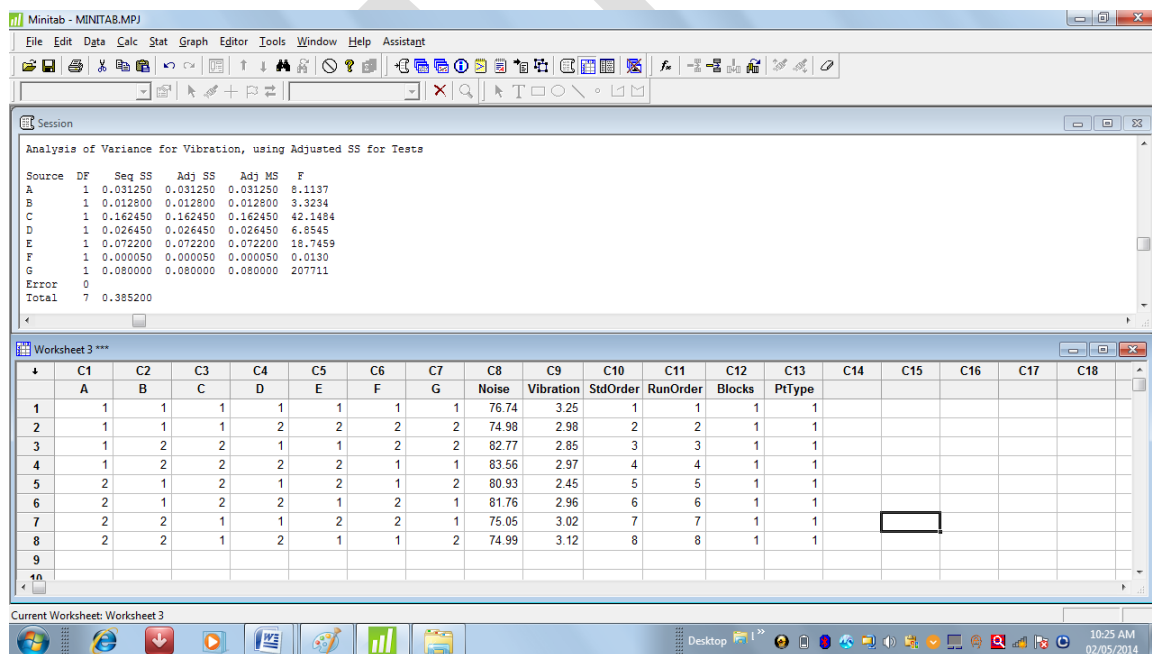 Minitab - MINITAB.MPJ
File Edit Data Calc Stat Graph Editor Tools Window Help Assistant
Session
Analysis of Variance for Vibration, using Adjusted SS for Tests
Source DF Seq SS Adj SS Adj MS F
A 1 0.031250 0.031250 0.031250 8.1137
B 1 0.012800 0.012800 0.012800 3.3234
C 1 0.162450 0.162450 0.162450 42.1484
D 1 0.026450 0.026450 0.026450 6.8545
E 1 0.072200 0.072200 0.072200 18.7459
F 1 0.000050 0.000050 0.000050 0.0130
G 1 0.080000 0.080000 0.080000 207711
Error 0
Total 7 0.385200
Worksheet 3 ***
C1 C2 C3 C4 C5 C6 C7 C8 C9 C10 C11 C12 C13 C14 C15 C16 C17 C18
A B C D E F G Noise Vibration StdOrder RunOrder Blocks PtType
1 1 1 1 1 1 1 1 76.74 3.25 1 1 1 1
2 1 1 1 2 2 2 2 74.98 2.98 2 2 1 1
3 1 2 2 1 1 2 2 82.77 2.85 3 3 1 1
4 1 2 2 2 2 1 1 83.56 2.97 4 4 1 1
5 2 1 2 1 2 1 2 80.93 2.45 5 5 1 1
6 2 1 2 2 1 2 1 81.76 2.96 6 6 1 1
7 2 2 1 1 2 2 1 75.05 3.02 7 7 1 1
8 2 2 1 2 1 1 2 74.99 3.12 8 8 1 1
9
10
Current Worksheet: Worksheet 3
Desktop
10:25 AM
02/05/2014